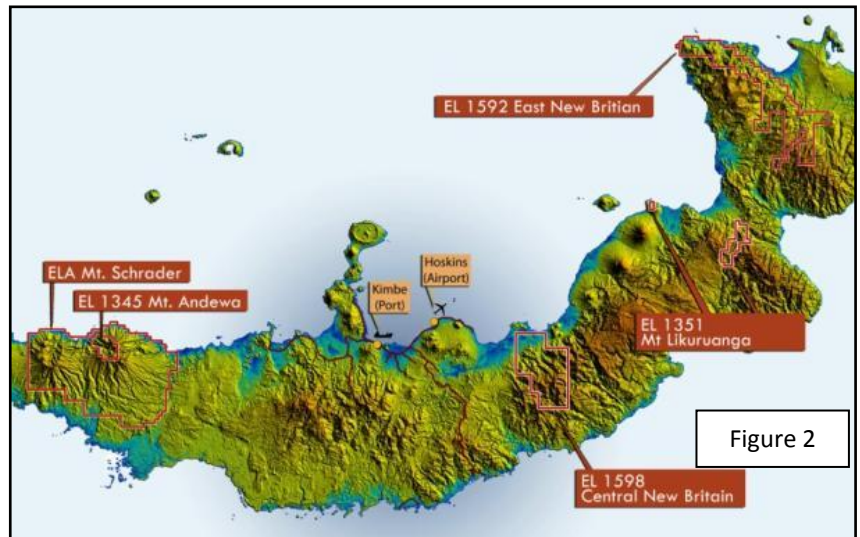 EL 1592 East New Britian
Hoskins
(Airport)
Kimbe
(Port)
ELA Mt. Schrader
EL 1345 Mt. Andewa
EL 1351
Mt Likuruanga
Figure 2
EL 1598
Central New Britain